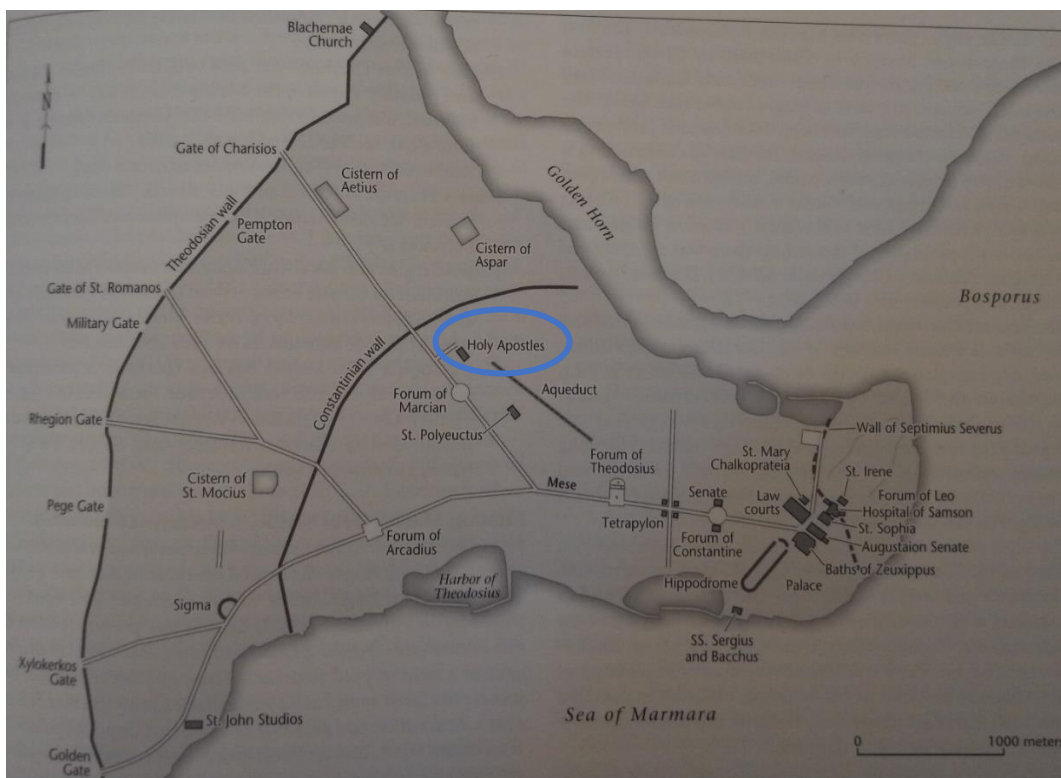 Blachernae
Church
N
Gate of Charisios
Cistern of
Aetius
Golden Horn
Theodosian wall
Pempton
Gate
Cistern of
Aspar
Gate of St. Romanos
Bosporus
Military Gate
Holy Apostles
Constantinian wall
Forum of
Marcian
Aqueduct
Rhegion Gate
St. Polyeuctus
Wall of Septimius Severus
Forum of
Theodosius
St. Mary
Chalkoprateia
St. Irene
Cistern of
St. Mocius
Mese
Senate
Law
courts
Forum of Leo
Hospital of Samson
Pege Gate
Tetrapylon
St. Sophia
Forum of
Arcadius
Forum of
Constantine
Augustaion Senate
Baths of Zeuxippus
Harbor of
Theodosius
Hippodrome
Palace
Sigma
SS. Sergius
and Bacchus
Xylokerkos
Gate
St. John Studios
Sea of Marmara
Golden
Gate
0
1000 meters